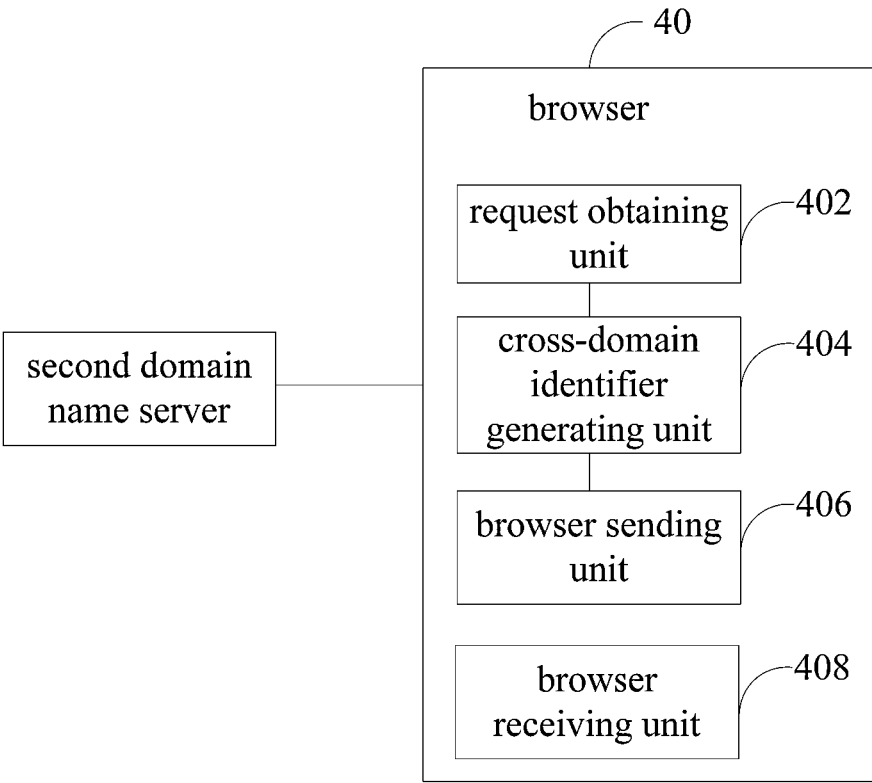 40
browser
request obtaining
unit
402
cross-domain
identifier
generating unit
404
second domain
name server
browser sending
unit
406
browser
receiving unit
408